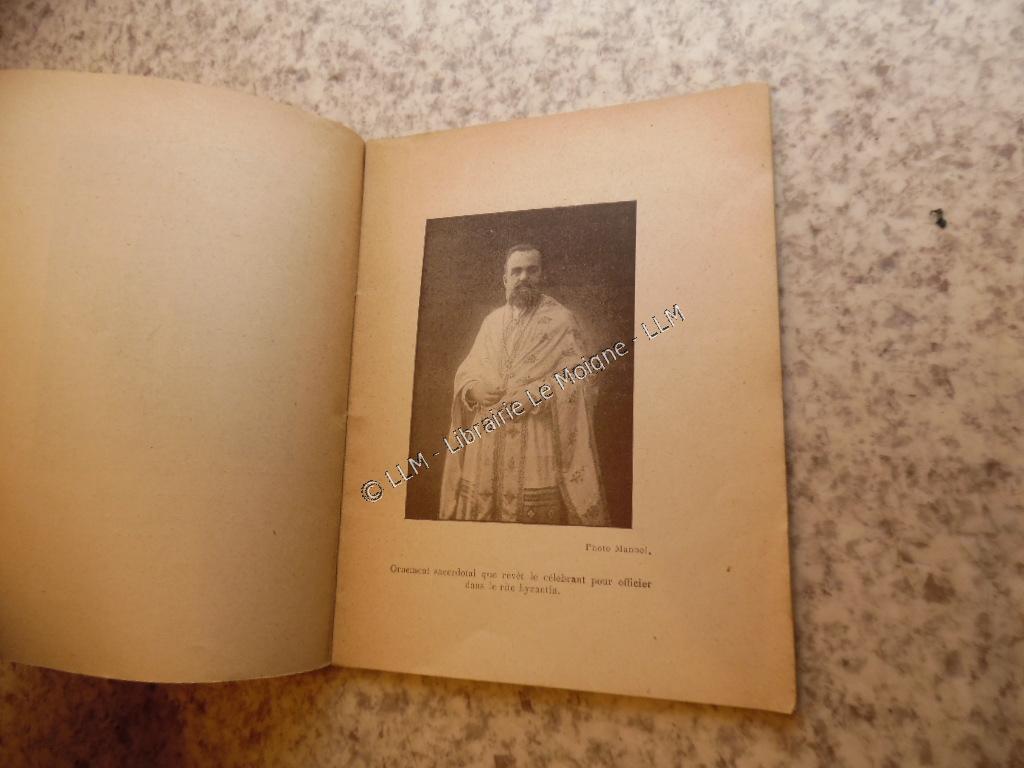 © LLM - Librairie Le Moigne - LLM
Photo Manuel.
Ornement sacerdotal que revêt le célébrant pour officier
dans le rite byzantin.